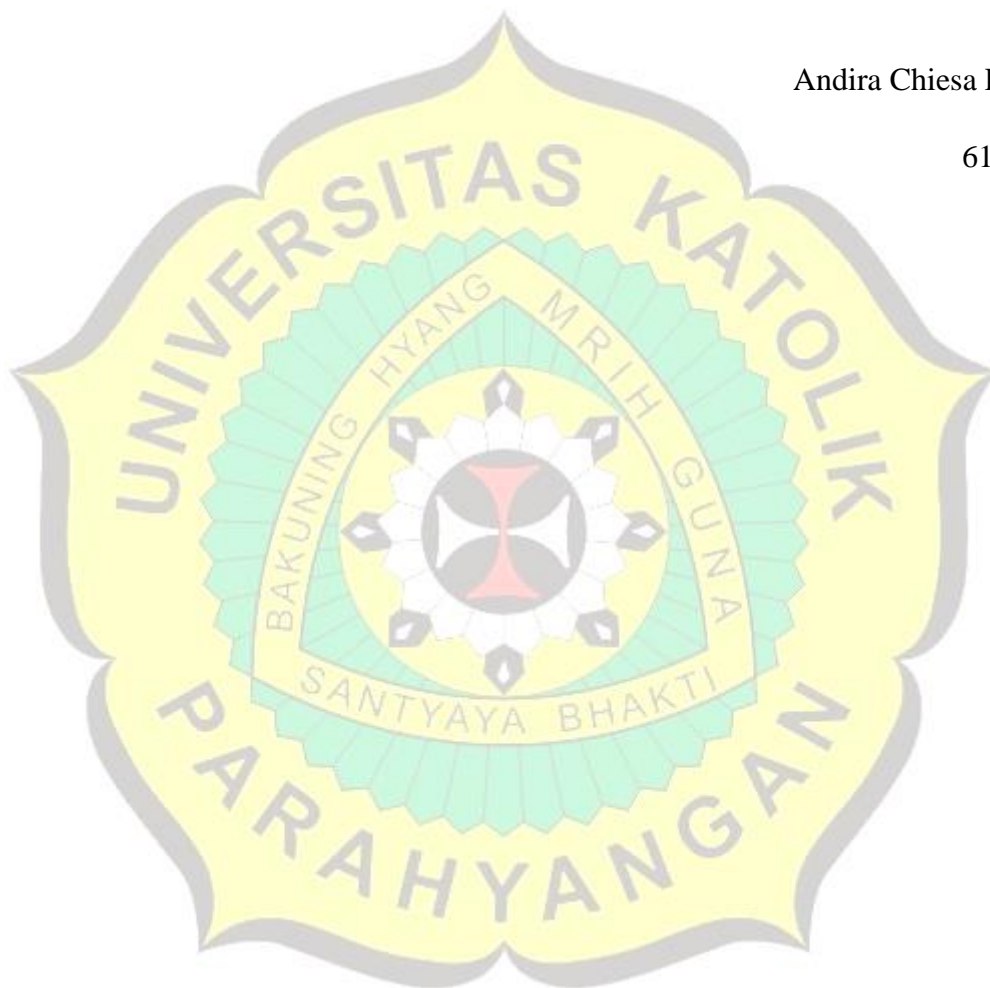 Andira Chiesa
61
UNIVERSITAS KATOLIK
BAKUNING HYANG MRIH GUNA
SANTYAYA BHAKTI
PARAHYANGAN